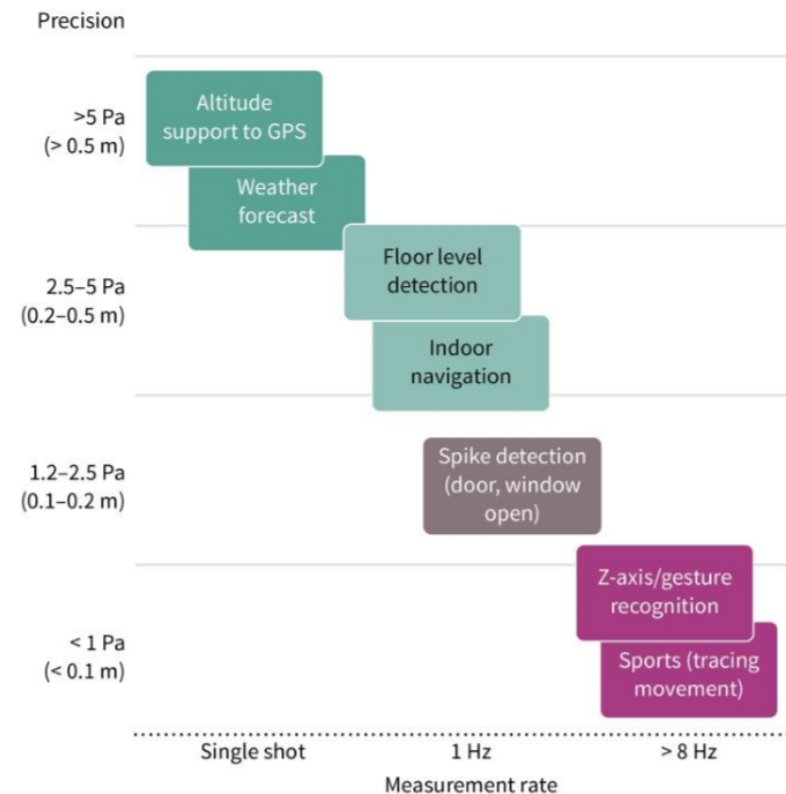 Precision
>5 Pa
(> 0.5 m)
Altitude
support to GPS
Weather
forecast
2.5–5 Pa
(0.2–0.5 m)
Floor level
detection
Indoor
navigation
1.2–2.5 Pa
(0.1–0.2 m)
Spike detection
(door, window
open)
< 1 Pa
(< 0.1 m)
Z-axis/gesture
recognition
Sports (tracing
movement)
Single shot
1 Hz
> 8 Hz
Measurement rate